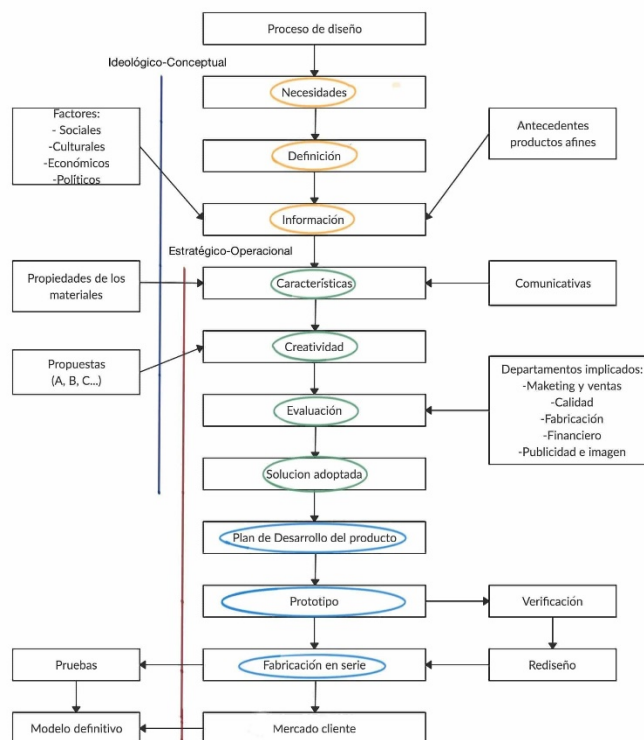 Proceso de diseño
Ideológico-Conceptual
Necesidades
Factores:
- Sociales
-Culturales
-Económicos
-Políticos
Antecedentes
productos afines
Definición
Información
Estratégico-Operacional
Propiedades de los
materiales
Características
Comunicativas
Creatividad
Propuestas
(A, B, C...)
Departamentos implicados:
-Maketing y ventas
-Calidad
-Fabricación
-Financiero
-Publicidad e imagen
Evaluación
Solucion adoptada
Plan de Desarrollo del producto
Prototipo
Verificación
Pruebas
Fabricación en serie
Rediseño
Modelo definitivo
Mercado cliente